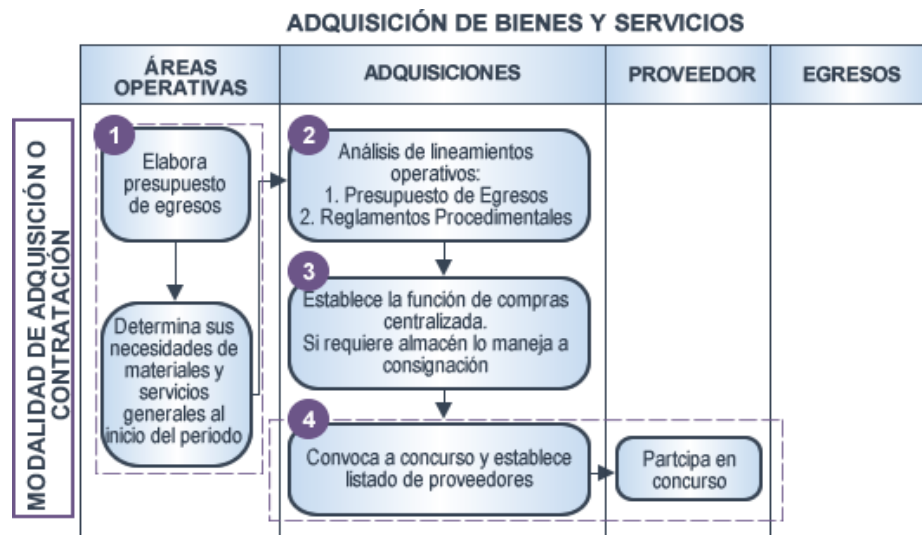 ADQUISICIÓN DE BIENES Y SERVICIOS
ÁREAS
OPERATIVAS
ADQUISICIONES
PROVEEDOR
EGRESOS
MODALIDAD DE ADQUISICIÓN O
CONTRATACIÓN
1
Elabora
presupuesto
de egresos
Determina sus
necesidades de
materiales y
servicios
generales al
inicio del periodo
2
Análisis de lineamientos
operativos:
1. Presupuesto de Egresos
2. Reglamentos Procedimentales
3
Establece la función de compras
centralizada.
Si requiere almacén lo maneja a
consignación
4
Convoca a concurso y establece
listado de proveedores
Partcipa en
concurso